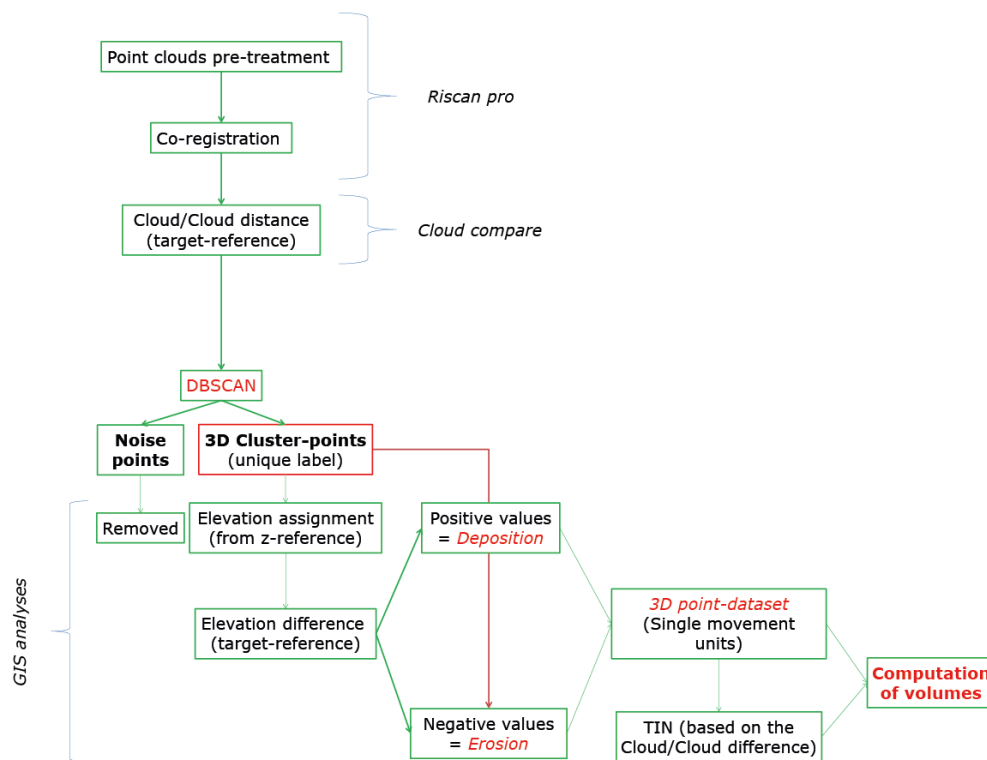 Point clouds pre-treatment
Riscan pro
Co-registration
Cloud/Cloud distance
(target-reference)
Cloud compare
DBSCAN
Noise
points
3D Cluster-points
(unique label)
Removed
Elevation assignment
(from z-reference)
Positive values
= Deposition
GIS analyses
Elevation difference
(target-reference)
3D point-dataset
(Single movement
units)
Computation
of volumes
Negative values
= Erosion
TIN (based on the
Cloud/Cloud difference)